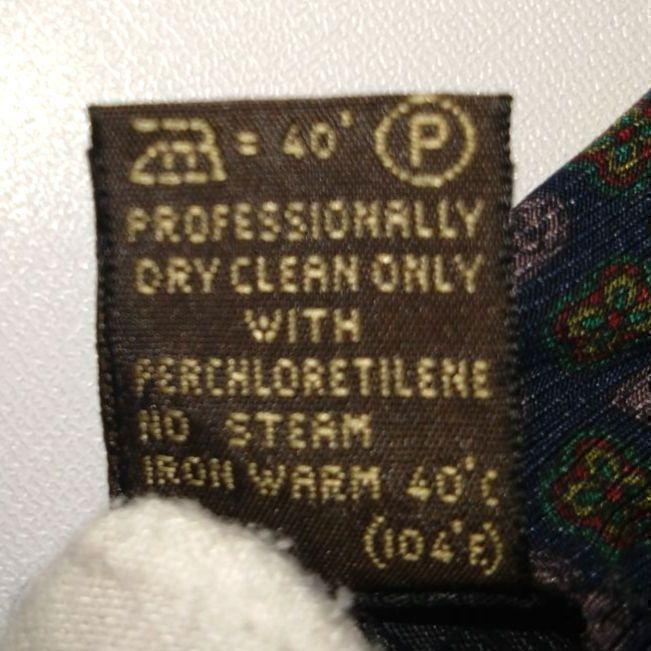 = 40° P
PROFESSIONALLY
DRY CLEAN ONLY
WITH
PERCHLORETILENE
NO STEAM
IRON WARM 40°C
(104°F)